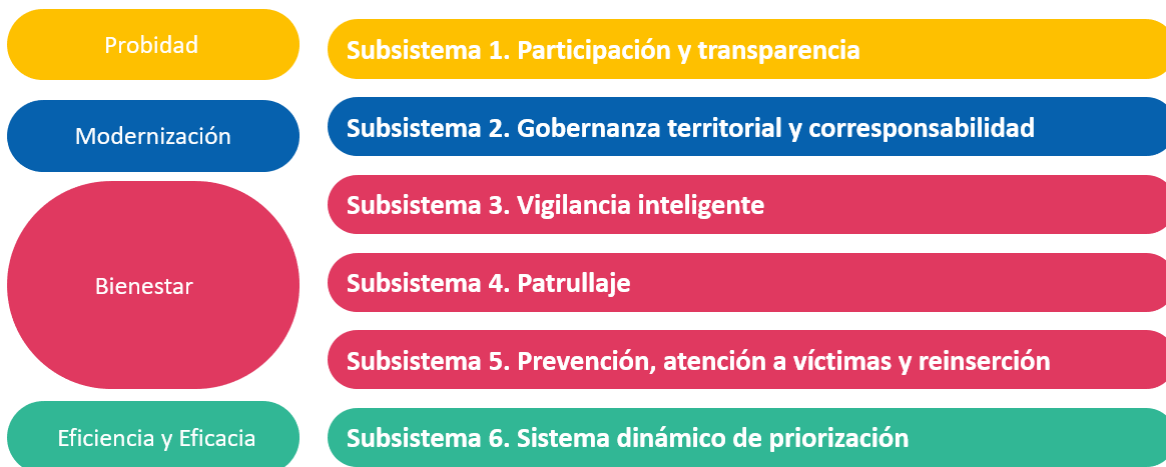 Probidad
Subsistema 1. Participación y transparencia
Modernización
Subsistema 2. Gobernanza territorial y corresponsabilidad
Subsistema 3. Vigilancia inteligente
Bienestar
Subsistema 4. Patrullaje
Subsistema 5. Prevención, atención a víctimas y reinserción
Eficiencia y Eficacia
Subsistema 6. Sistema dinámico de priorización